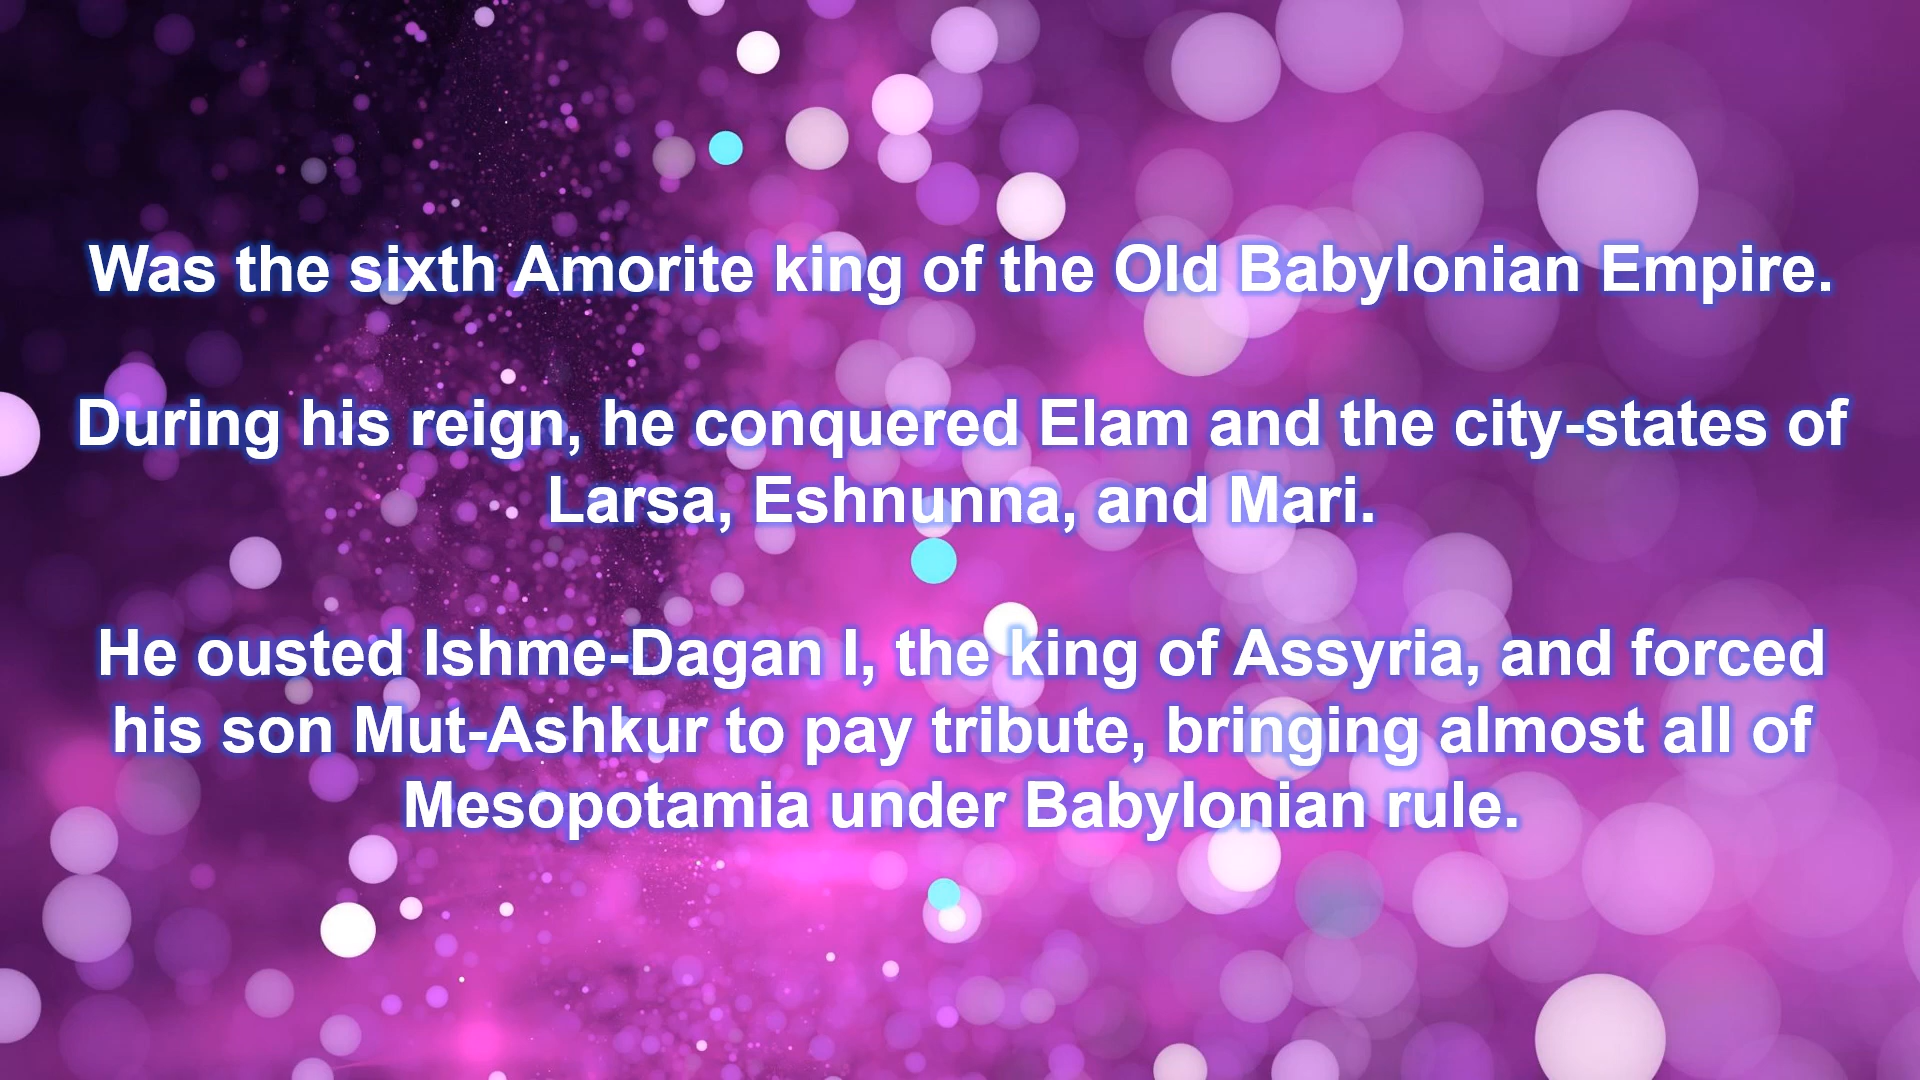 Was the sixth Amorite king of the Old Babylonian Empire.
During his reign, he conquered Elam and the city-states of
Larsa, Eshnunna, and Mari.
He ousted Ishme-Dagan I, the king of Assyria, and forced
his son Mut-Ashkur to pay tribute, bringing almost all of
Mesopotamia under Babylonian rule.